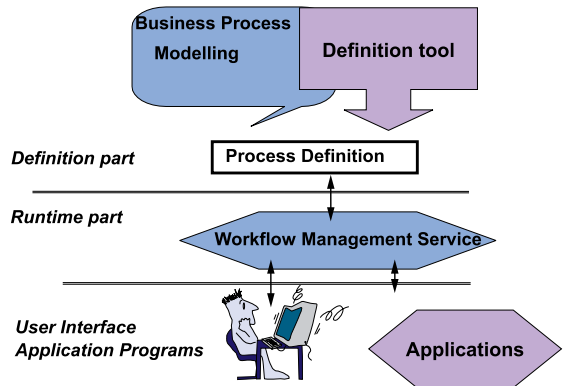 Business Process
Modelling
Definition tool
Definition part
Process Definition
Runtime part
Workflow Management Service
User Interface
Application Programs
Applications